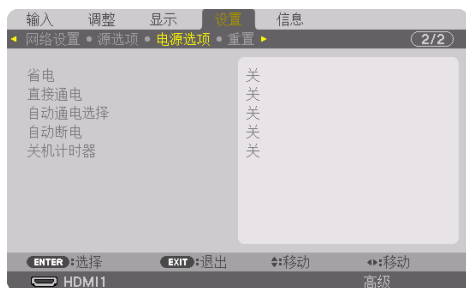 输入 调整 显示 设置 信息
◂ 网络设置 • 源选项 • 电源选项 • 重置 ▸ 2/2
省电 关
直接通电 关
自动通电选择 关
自动断电 关
关机计时器 关
ENTER:选择 EXIT:退出 ♦:移动 ◂▸:移动
HDMI1 高级